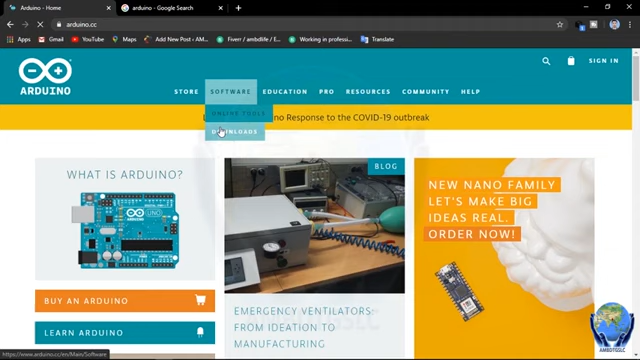 Arduino - Home
arduino - Google Search
arduino.cc
Apps
Gmail
YouTube
Maps
Add New Post ‹ AM...
Fiverr / ambdlife / E...
Working in professi...
Translate
SIGN IN
ARDUINO
STORE
SOFTWARE
EDUCATION
PRO
RESOURCES
COMMUNITY
HELP
ONLINE TOOLS
DOWNLOADS
no Response to the COVID-19 outbreak
WHAT IS ARDUINO?
UNO
BLOG
NEW NANO FAMILY
LET'S MAKE BIG
IDEAS REAL.
ORDER NOW!
BUY AN ARDUINO
EMERGENCY VENTILATORS:
FROM IDEATION TO
MANUFACTURING
LEARN ARDUINO
AMBDTGSLC
https://www.arduino.cc/en/Main/Software